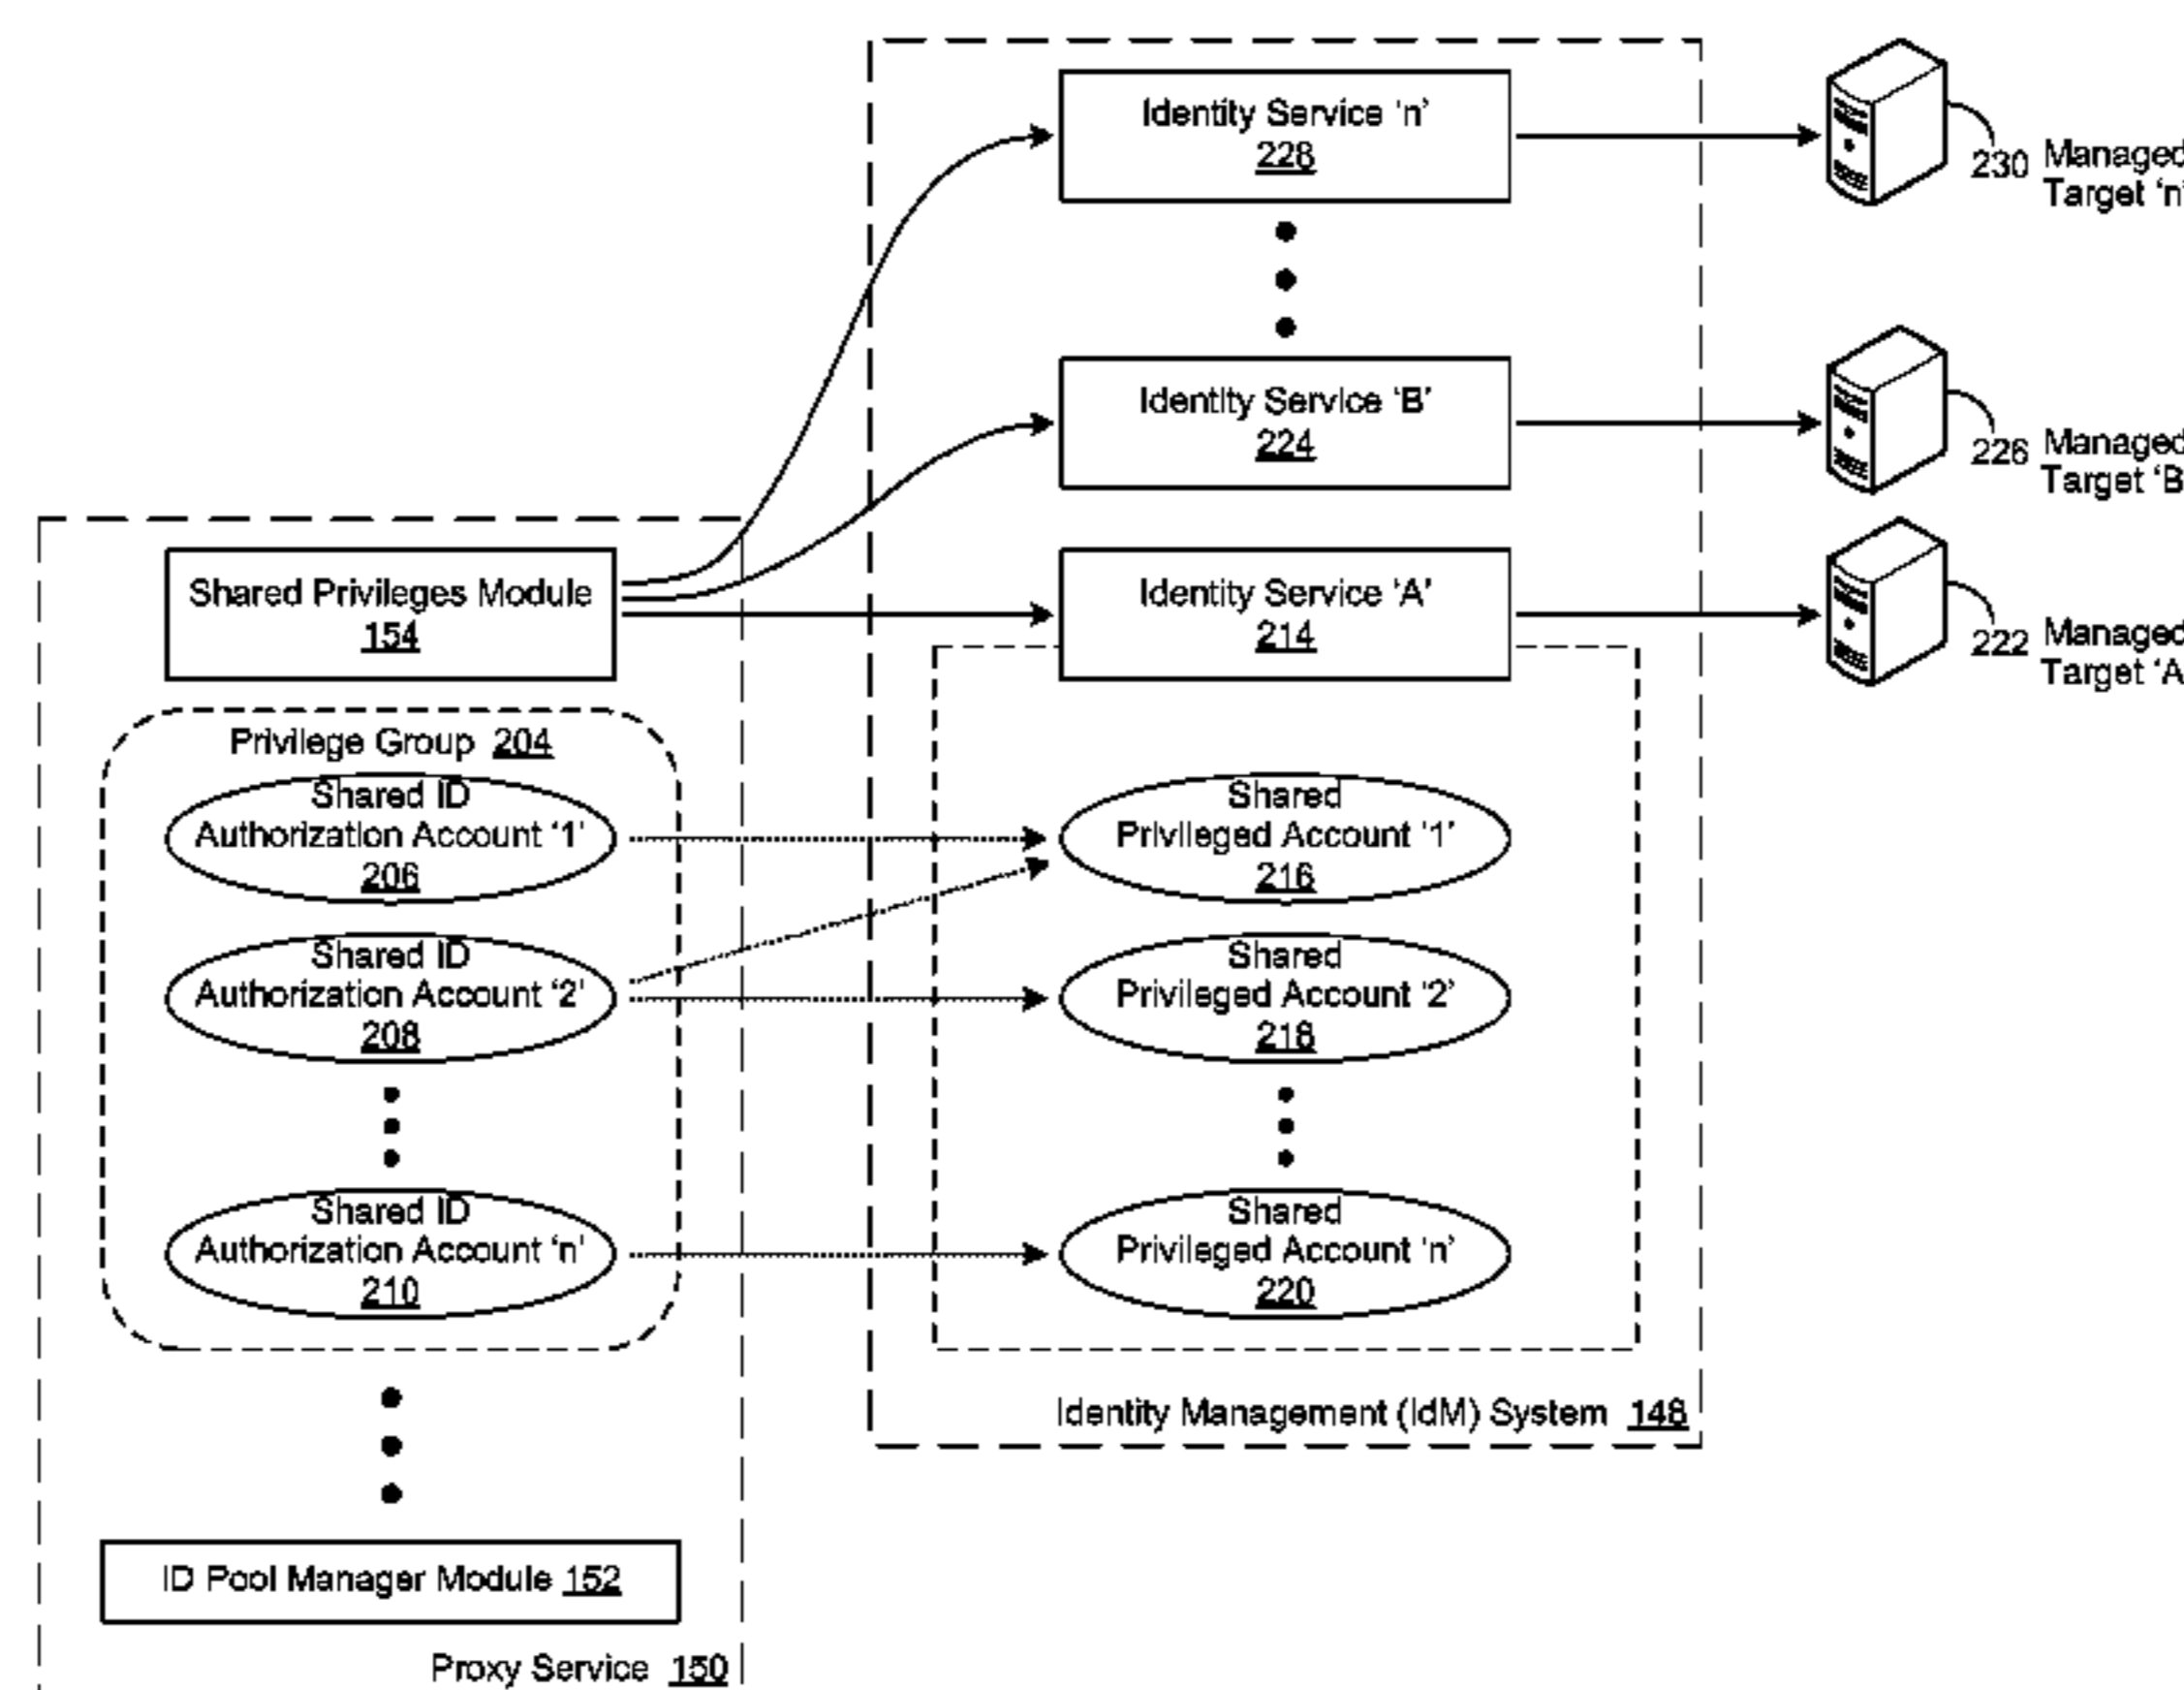 Identity Service ‘n’
228
230 Managed
Target ‘n’
Identity Service ‘B’
224
226 Managed
Target ‘B
Shared Privileges Module
154
Identity Service ‘A’
214
222 Managed
Target ‘A
Privilege Group 204
Shared ID
Authorization Account ‘1’
206
Shared
Privileged Account ‘1’
216
Shared ID
Authorization Account ‘2’
208
Shared
Privileged Account ‘2’
218
Shared ID
Authorization Account ‘n’
210
Shared
Privileged Account ‘n’
220
Identity Management (IdM) System 148
ID Pool Manager Module 152
Proxy Service 150